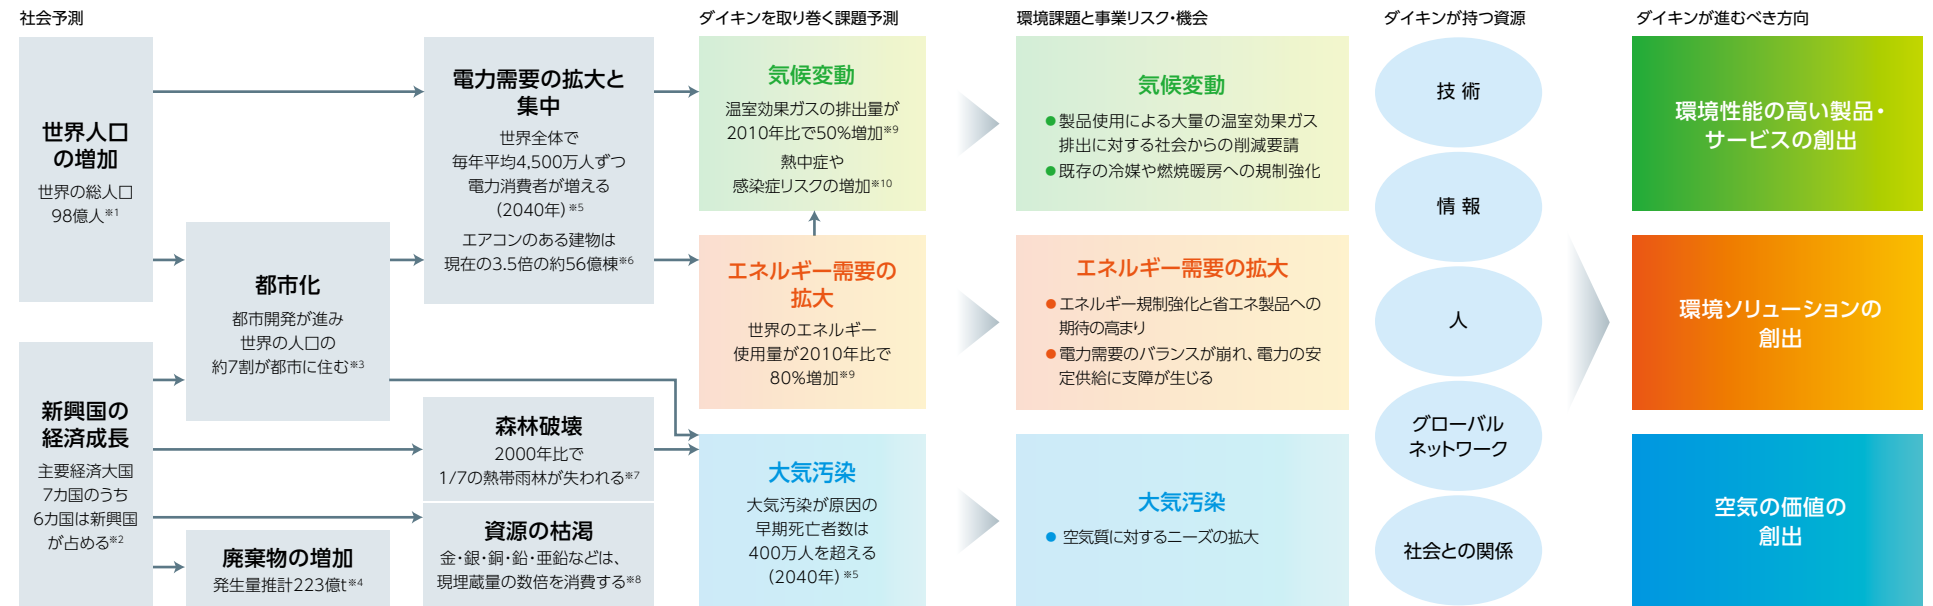 社会予測
世界人口
の増加
世界の総人口
98億人※1
新興国の
経済成長
主要経済大国
7カ国のうち
6カ国は新興国
が占める※2
都市化
都市開発が進み
世界の人口の
約7割が都市に住む※3
廃棄物の増加
発生量推計223億t※4
電力需要の拡大と
集中
世界全体で
毎年平均4,500万人ずつ
電力消費者が増える
(2040年)※5
エアコンのある建物は
現在の3.5倍の約56億棟※6
森林破壊
2000年比で
1/7の熱帯雨林が失われる※7
資源の枯渇
金・銀・銅・鉛・亜鉛などは、
現埋蔵量の数倍を消費する※8
ダイキンを取り巻く課題予測
気候変動
温室効果ガスの排出量が
2010年比で50%増加※9
熱中症や
感染症リスクの増加※10
エネルギー需要の
拡大
世界のエネルギー
使用量が2010年比で
80%増加※9
大気汚染
大気汚染が原因の
早期死亡者数は
400万人を超える
(2040年)※5
環境課題と事業リスク・機会
気候変動
●製品使用による大量の温室効果ガス
排出に対する社会からの削減要請
●既存の冷媒や燃焼暖房への規制強化
エネルギー需要の拡大
●エネルギー規制強化と省エネ製品への
期待の高まり
●電力需要のバランスが崩れ、電力の安
定供給に支障が生じる
大気汚染
● 空気質に対するニーズの拡大
ダイキンが持つ資源
技術
情報
人
グローバル
ネットワーク
社会との関係
ダイキンが進むべき方向
環境性能の高い製品・
サービスの創出
環境ソリューションの
創出
空気の価値の
創出